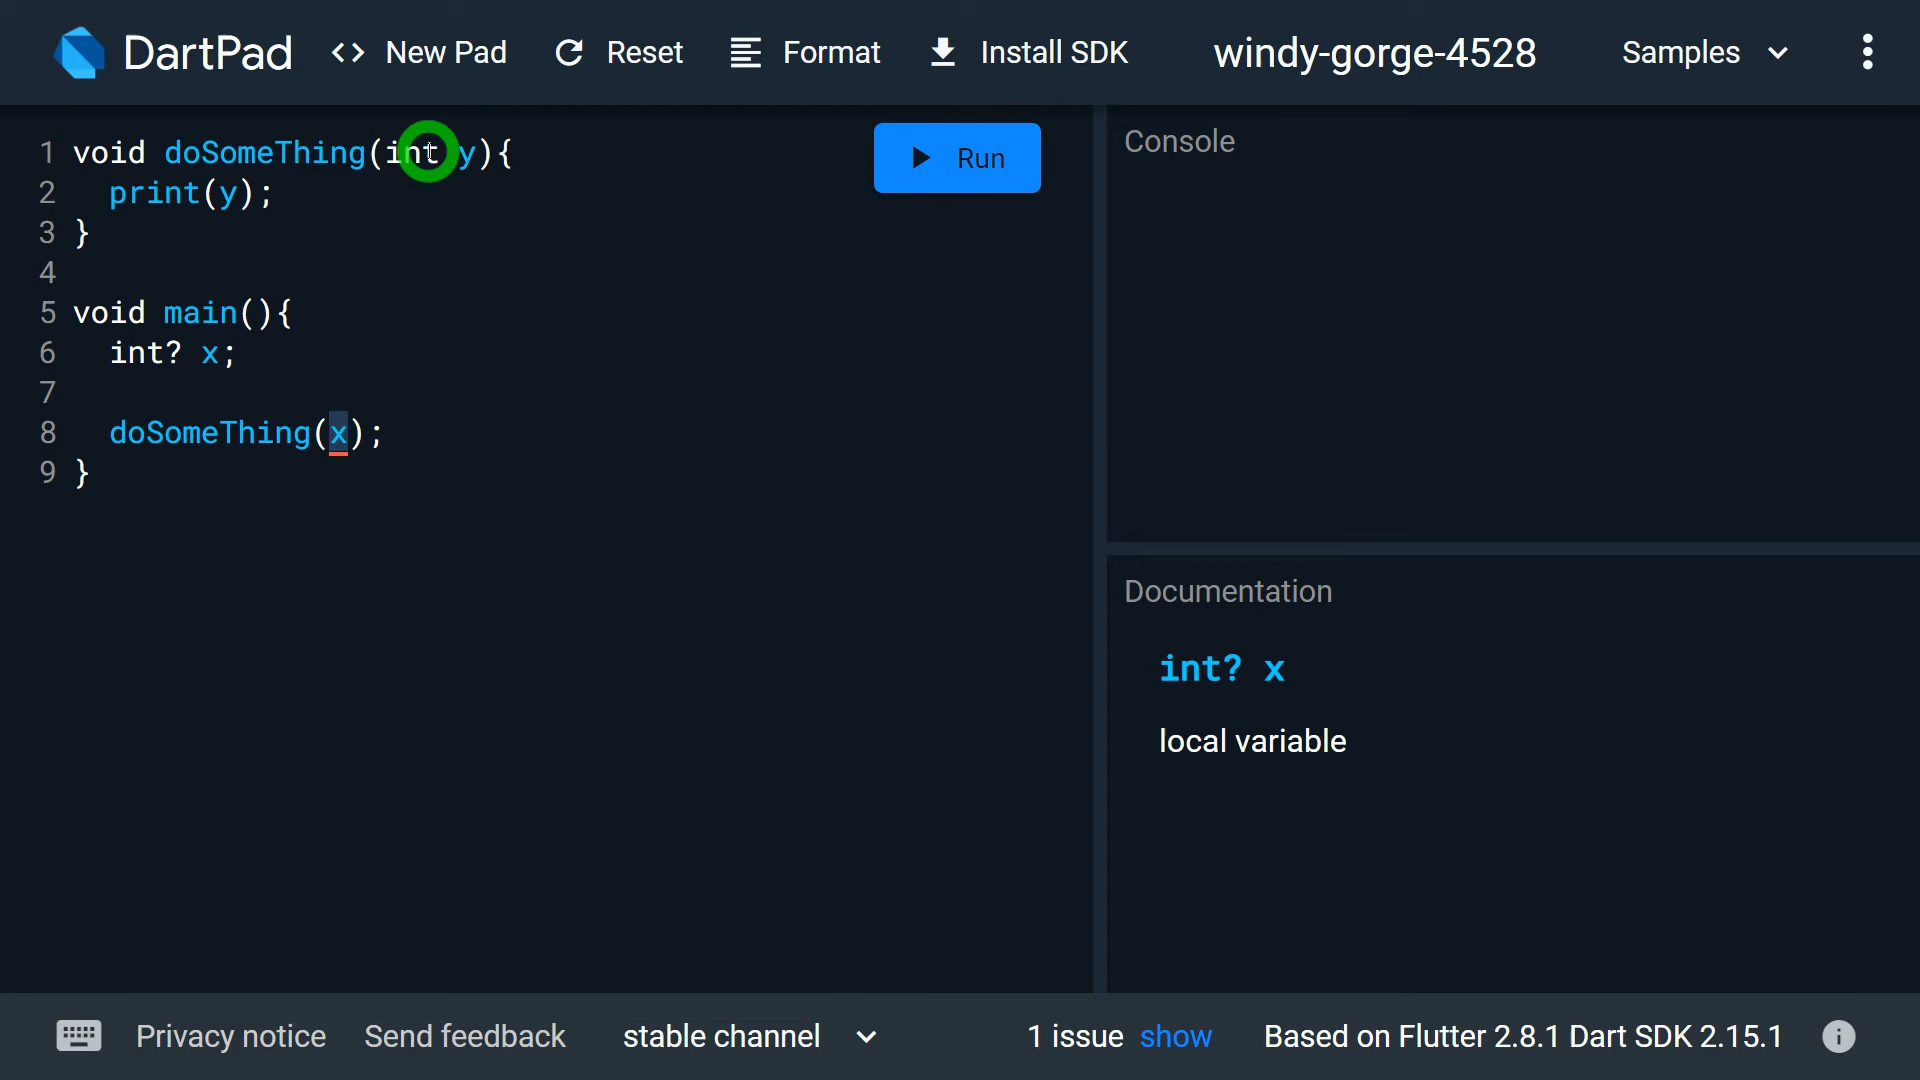 DartPad <> New Pad Reset Format Install SDK windy-gorge-4528 Samples
1 void doSomeThing(int y){
2 print(y);
3 }
4
5 void main(){
6 int? x;
7
8 doSomeThing(x);
9 }
Run
Console
Documentation
int? x
local variable
Privacy notice Send feedback stable channel 1 issue show Based on Flutter 2.8.1 Dart SDK 2.15.1